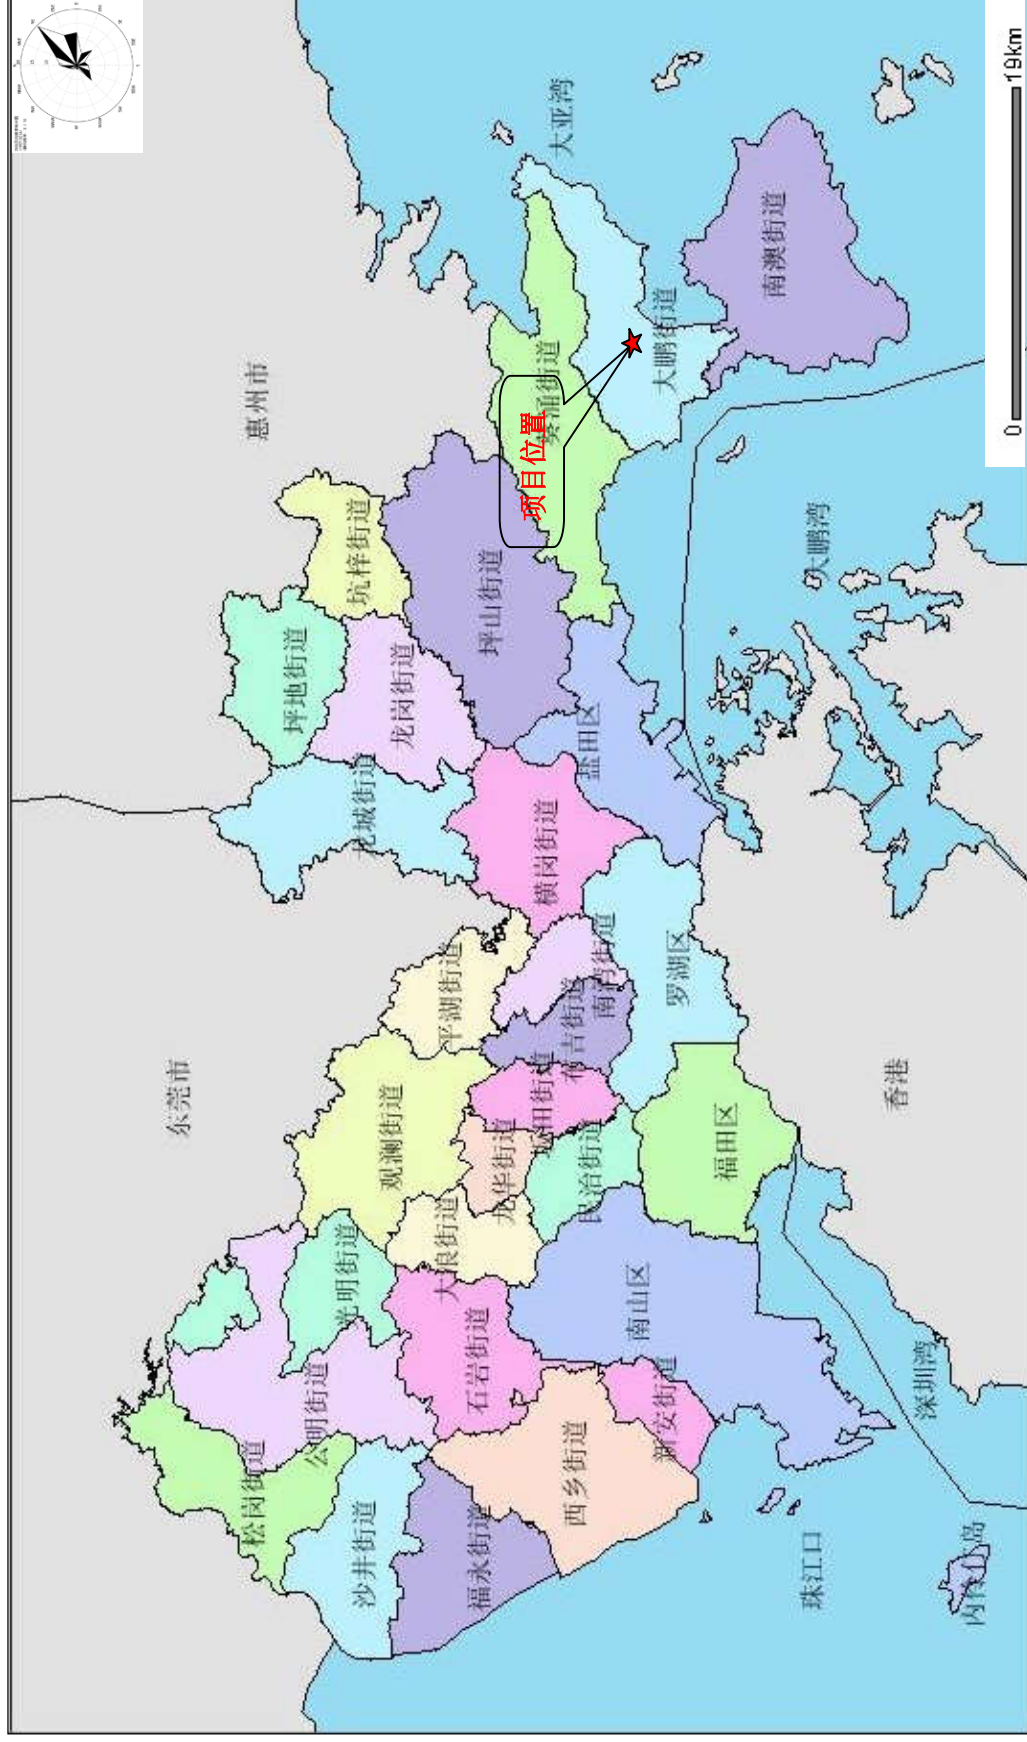 东莞市
惠州市
坪地街道
坑梓街道
龙城街道
龙岗街道
坪山街道
葵涌街道
项目位置
大亚湾
大鹏街道
南澳街道
盐田区
横岗街道
平湖街道
南湾街道
布吉街道
坂田街道
罗湖区
观澜街道
龙华街道
民治街道
大浪街道
福田区
光明街道
公明街道
石岩街道
南山区
松岗街道
沙井街道
福永街道
西乡街道
新安街道
香港
大鹏湾
深圳湾
珠江口
内伶仃岛
0
19km